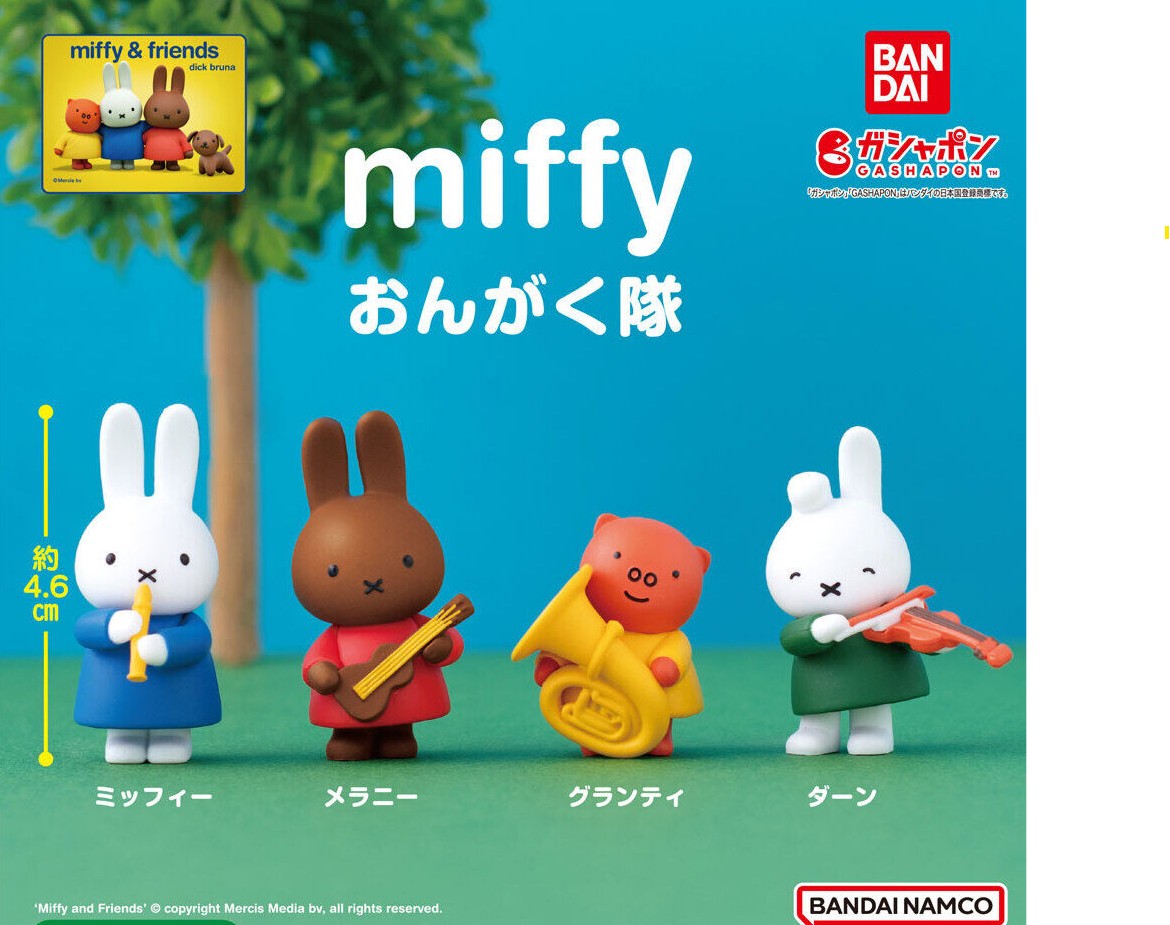 miffy & friends
dick bruna
©Mercis bv
BAN
DAI
ガシャポン
GASHAPON TM
「ガシャポン」「GASHAPON」はバンダイの日本国登録商標です。
miffy
おんがく隊
約
4.6
cm
ミッフィー
メラニー
グランティ
ダーン
'Miffy and Friends' © copyright Mercis Media bv, all rights reserved.
BANDAI NAMCO